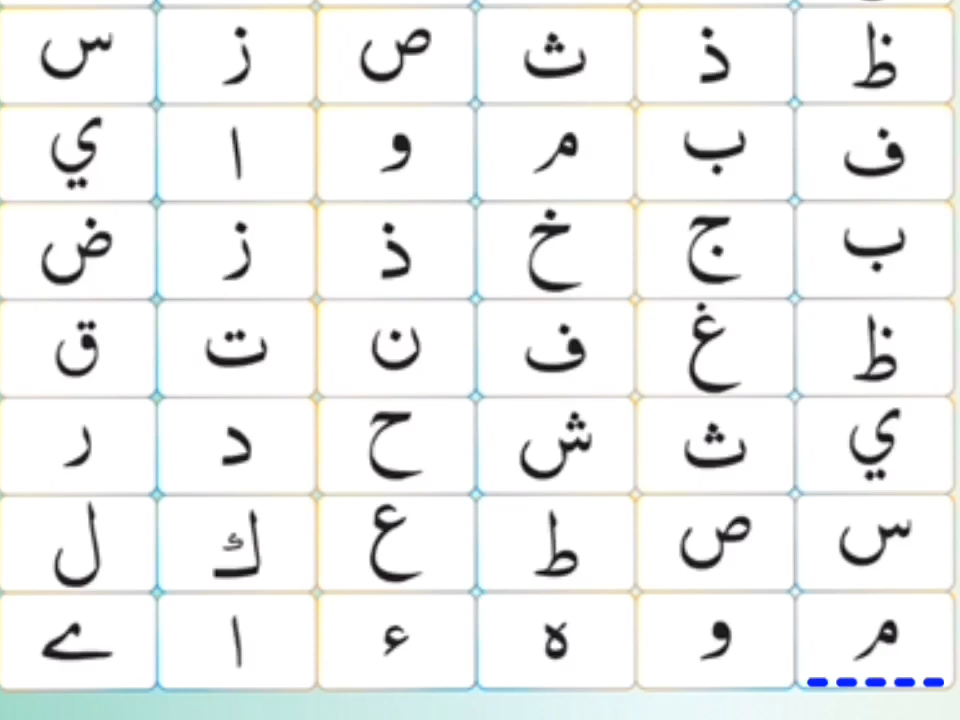 ظ ذ ث ص ز س
ف ب م و ا ي
ب ج خ ذ ز ض
ظ غ ف ن ت ق
ي ث ش ح د ر
س ص ط ع ك ل
م و ه ء ا ے